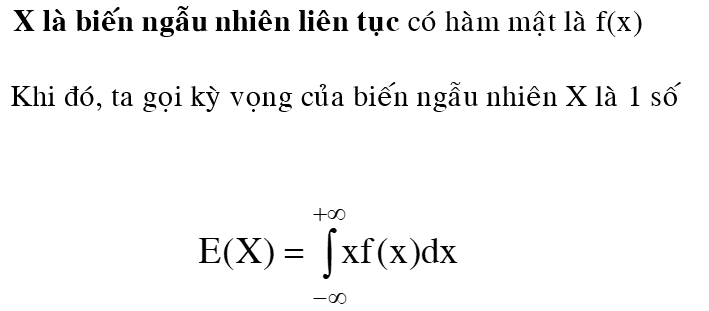 X là biến ngẫu nhiên liên tục có hàm mật là f(x)
Khi đó, ta gọi kỳ vọng của biến ngẫu nhiên X là 1 số
+∞
E(X) = ∫xf(x)dx
−∞